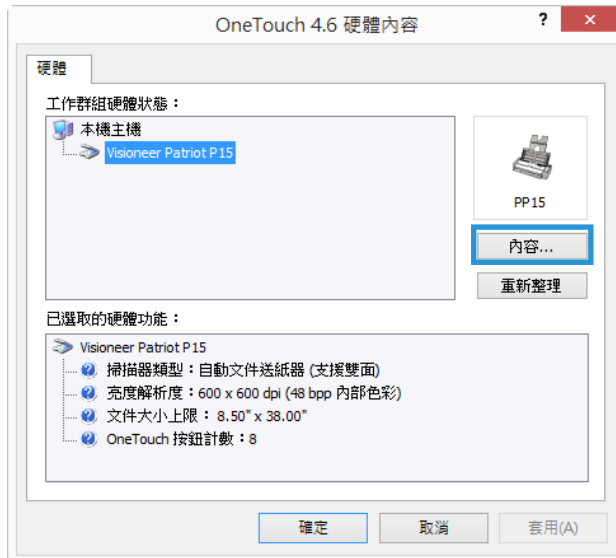 OneTouch 4.6 硬體內容
?
×
硬體
工作群組硬體狀態：
本機主機
Visioneer Patriot P15
PP15
內容...
重新整理
已選取的硬體功能：
Visioneer Patriot P15
掃描器類型：自動文件送紙器 (支援雙面)
亮度解析度：600 x 600 dpi (48 bpp 內部色彩)
文件大小上限： 8.50" x 38.00"
OneTouch 按鈕計數：8
確定
取消
套用(A)